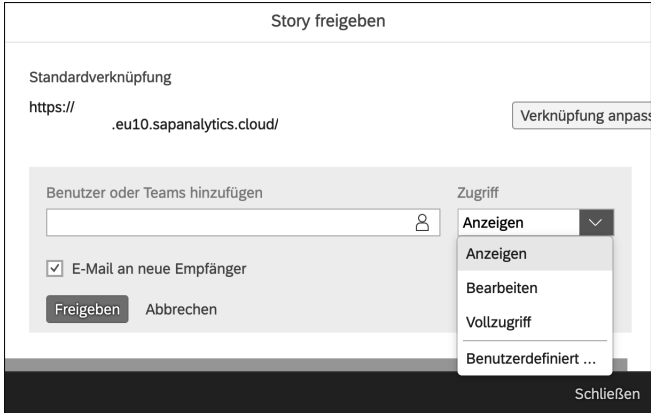 Story freigeben
Standardverknüpfung
https://
.eu10.sapanalytics.cloud/
Verknüpfung anpass
Benutzer oder Teams hinzufügen
Zugriff
Anzeigen
E-Mail an neue Empfänger
Freigeben Abbrechen
Anzeigen
Bearbeiten
Vollzugriff
Benutzerdefiniert ...
Schließen